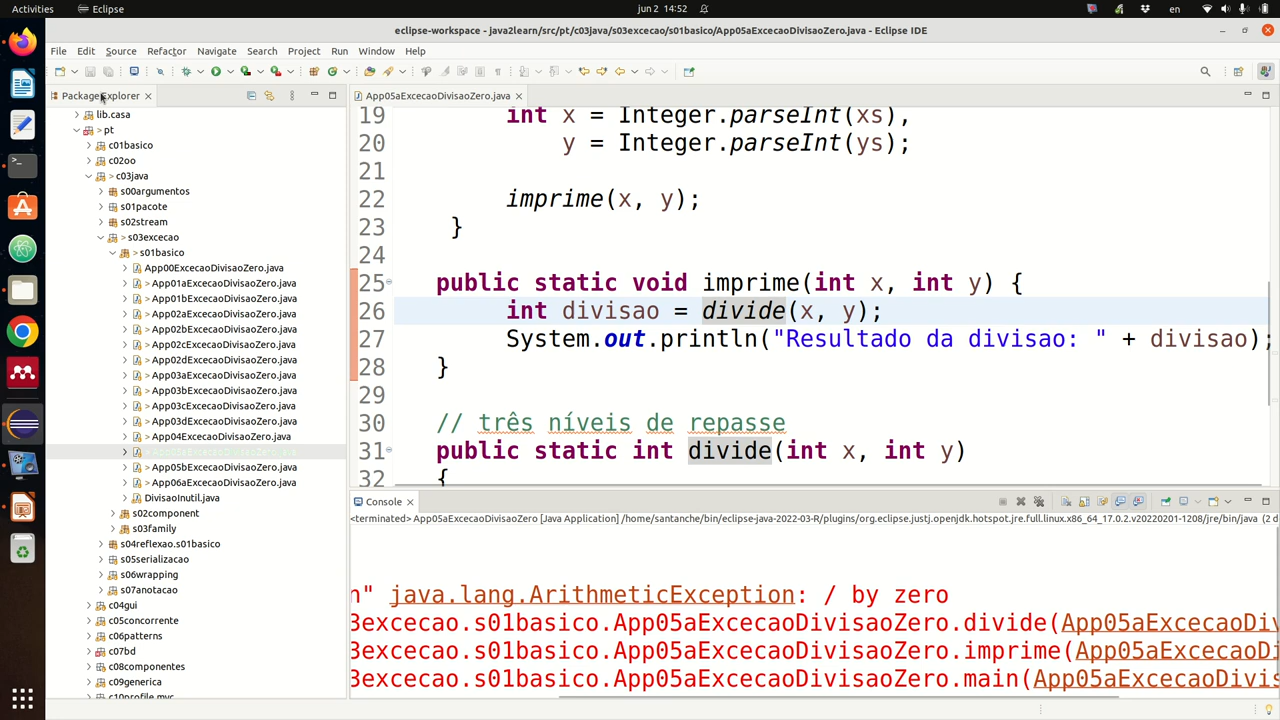 Activities
Eclipse
jun 2 14:52
en
eclipse-workspace - java2learn/src/pt/c03java/s03excecao/s01basico/App05aExcecaoDivisaoZero.java - Eclipse IDE
File Edit Source Refactor Navigate Search Project Run Window Help
Package Explorer
App05aExcecaoDivisaoZero.java
lib.casa
> pt
c01basico
c02oo
> c03java
s00argumentos
s01pacote
s02stream
> s03excecao
> s01basico
App00ExcecaoDivisaoZero.java
> App01aExcecaoDivisaoZero.java
> App01bExcecaoDivisaoZero.java
> App02aExcecaoDivisaoZero.java
> App02bExcecaoDivisaoZero.java
> App02cExcecaoDivisaoZero.java
> App02dExcecaoDivisaoZero.java
> App03aExcecaoDivisaoZero.java
> App03bExcecaoDivisaoZero.java
> App03cExcecaoDivisaoZero.java
> App03dExcecaoDivisaoZero.java
> App04ExcecaoDivisaoZero.java
> App05bExcecaoDivisaoZero.java
> App06aExcecaoDivisaoZero.java
DivisaoInutil.java
s02component
s03family
s04reflexao.s01basico
s05serializacao
s06wrapping
s07anotacao
c04gui
c05concorrente
c06patterns
c07bd
c08componentes
c09generica
c10profile.mvc
19 int x = Integer.parseInt(xs),
20 y = Integer.parseInt(ys);
21
22 imprime(x, y);
23 }
24
25 public static void imprime(int x, int y) {
26 int divisao = divide(x, y);
27 System.out.println("Resultado da divisao: " + divisao);
28 }
29
30 // três níveis de repasse
31 public static int divide(int x, int y)
32 {
Console
<terminated> App05aExcecaoDivisaoZero [Java Application] /home/santanche/bin/eclipse-java-2022-03-R/plugins/org.eclipse.justj.openjdk.hotspot.jre.full.linux.x86_64_17.0.2.v20220201-1208/jre/bin/java (2 d
n" java.lang.ArithmeticException: / by zero
3excecao.s01basico.App05aExcecaoDivisaoZero.divide(App05aExcecaoDiv
3excecao.s01basico.App05aExcecaoDivisaoZero.imprime(App05aExcecaoDi
3excecao.s01basico.App05aExcecaoDivisaoZero.main(App05aExcecaoDivis